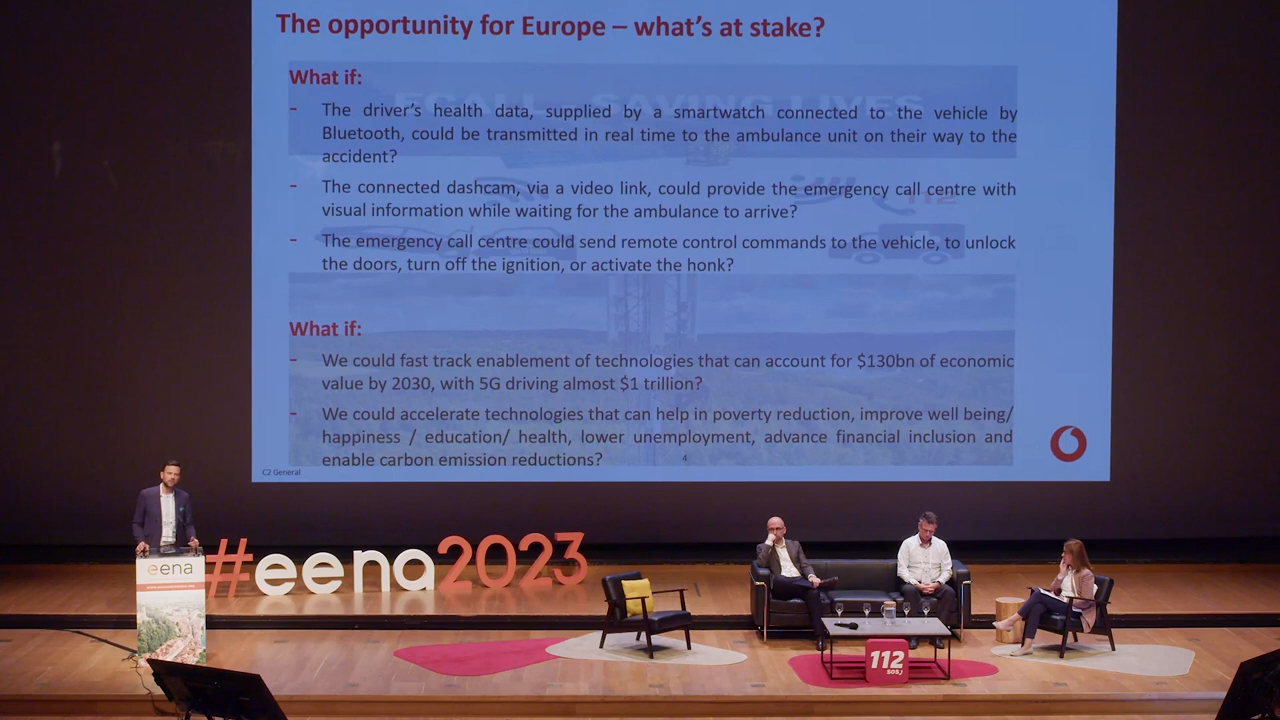 The opportunity for Europe – what's at stake?
What if:
- The driver's health data, supplied by a smartwatch connected to the vehicle by
Bluetooth, could be transmitted in real time to the ambulance unit on their way to the
accident?
- The connected dashcam, via a video link, could provide the emergency call centre with
visual information while waiting for the ambulance to arrive?
- The emergency call centre could send remote control commands to the vehicle, to unlock
the doors, turn off the ignition, or activate the honk?
ECALL – SAVING LIVES
112
What if:
- We could fast track enablement of technologies that can account for $130bn of economic
value by 2030, with 5G driving almost $1 trillion?
- We could accelerate technologies that can help in poverty reduction, improve well being/
happiness / education/ health, lower unemployment, advance financial inclusion and
enable carbon emission reductions?
4
C2 General
eena
#eena2023
112
sos